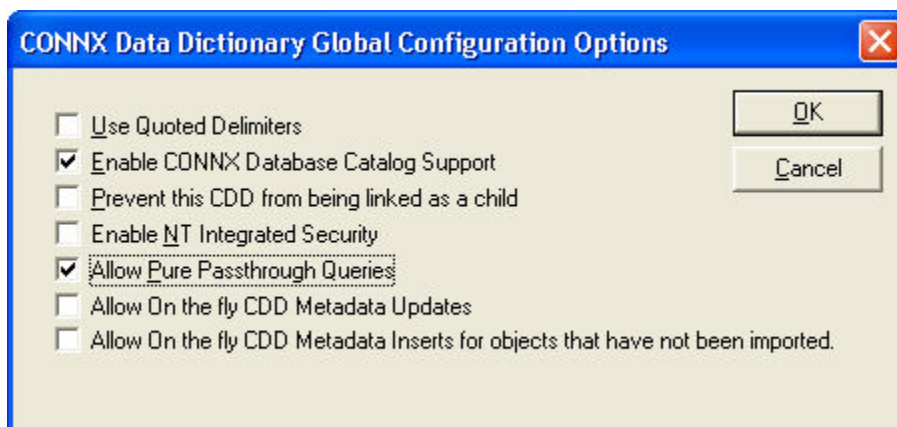 CONNX Data Dictionary Global Configuration Options
Use Quoted Delimiters
OK
Enable CONNX Database Catalog Support
Cancel
Prevent this CDD from being linked as a child
Enable NT Integrated Security
Allow Pure Passthrough Queries
Allow On the fly CDD Metadata Updates
Allow On the fly CDD Metadata Inserts for objects that have not been imported.